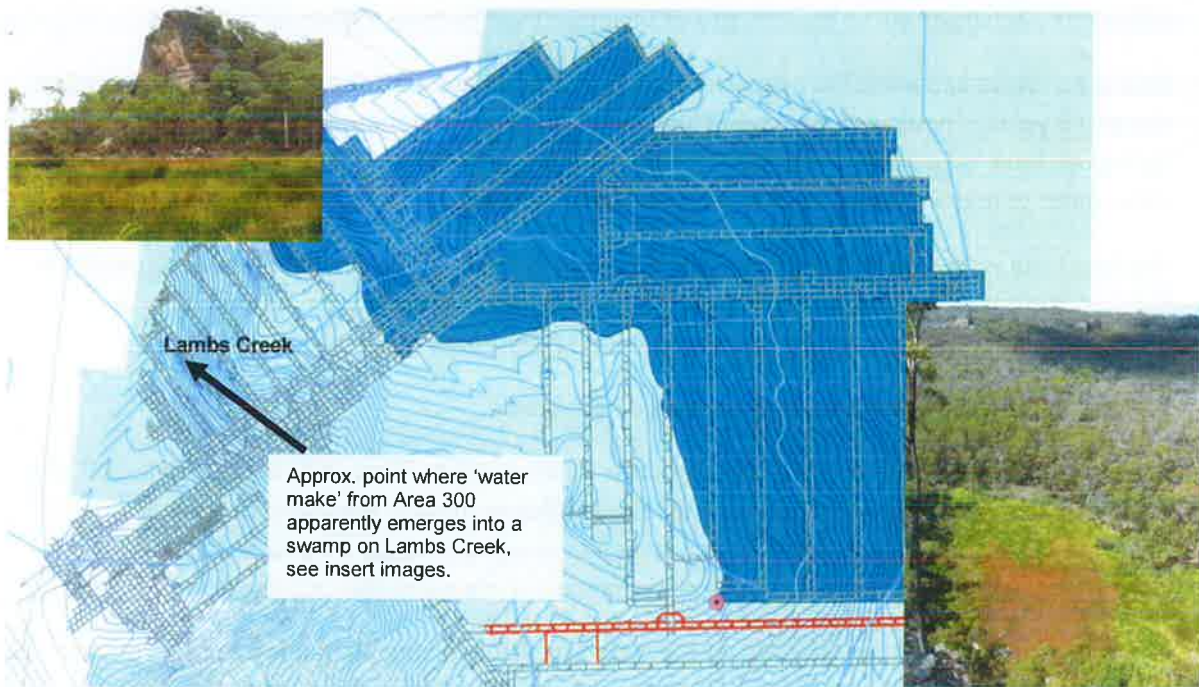 Lambs Creek
Approx. point where ‘water
make’ from Area 300
apparently emerges into a
swamp on Lambs Creek,
see insert images.